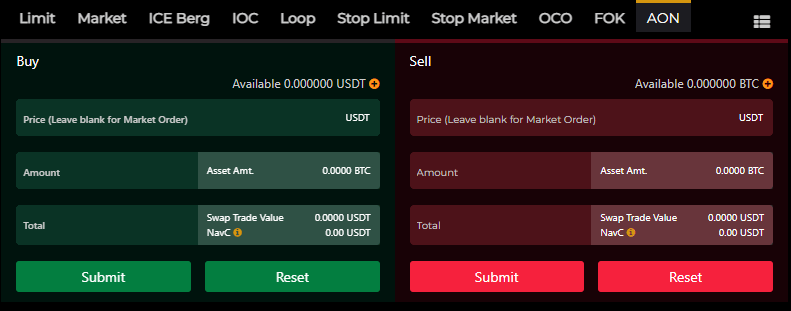 Limit Market ICE Berg IOC Loop Stop Limit Stop Market OCO FOK AON
Buy
Available 0.000000 USDT
Price (Leave blank for Market Order) USDT
Amount Asset Amt. 0.0000 BTC
Total Swap Trade Value 0.0000 USDT
NavC 0.00 USDT
Submit Reset
Sell
Available 0.000000 BTC
Price (Leave blank for Market Order) USDT
Amount Asset Amt. 0.0000 BTC
Total Swap Trade Value 0.0000 USDT
NavC 0.00 USDT
Submit Reset